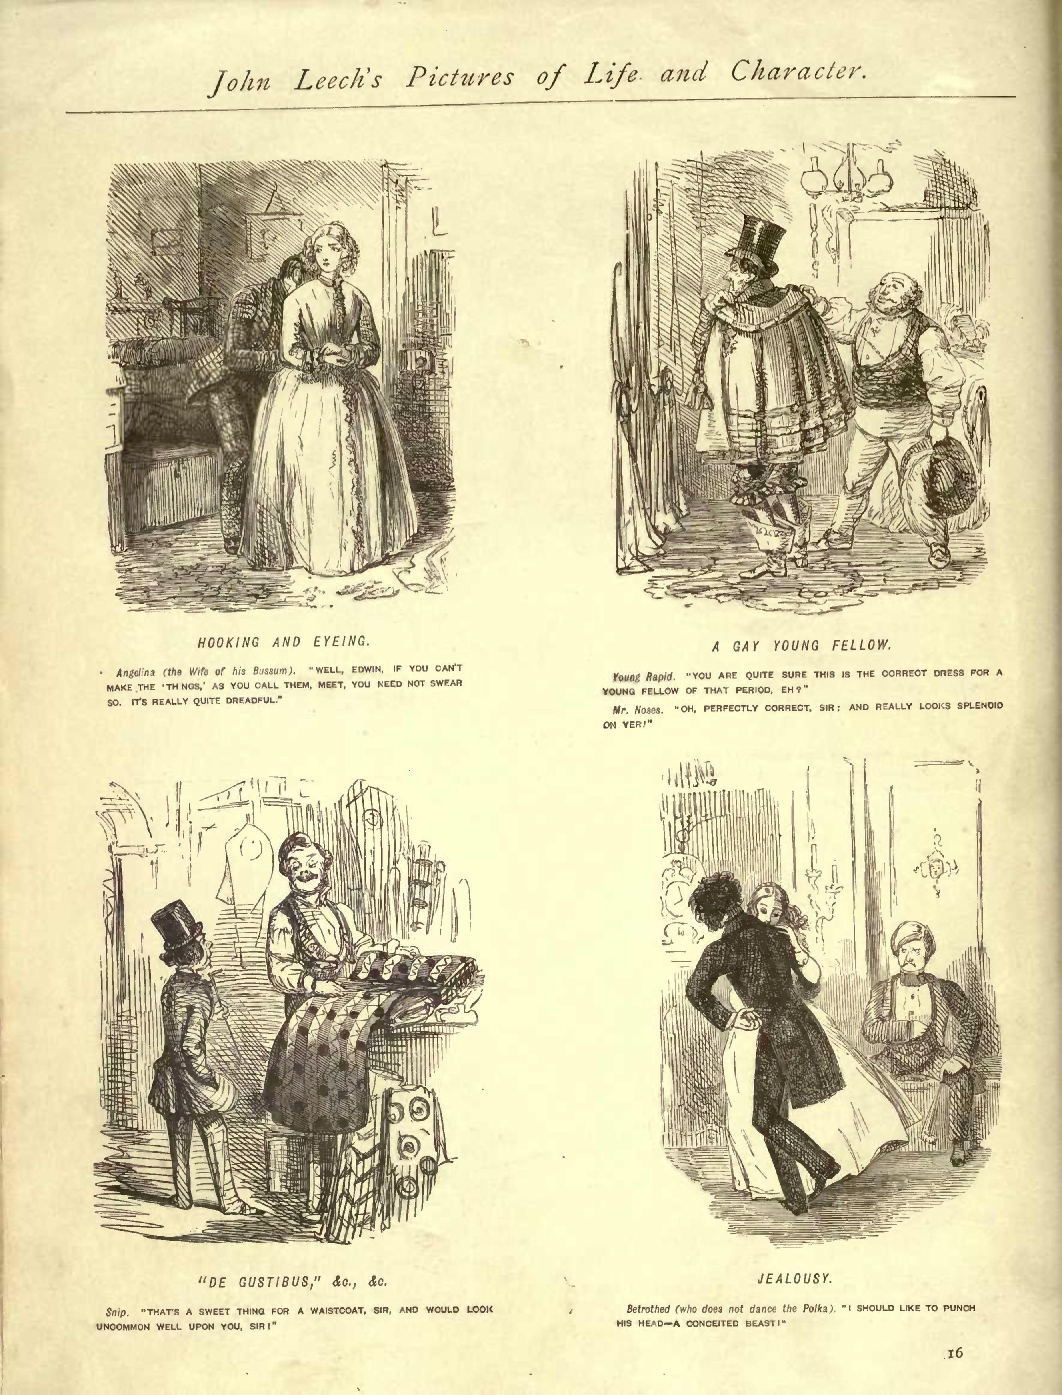 John Leech's Pictures of Life and Character.
HOOKING AND EYEING.
Angelina (the Wife of his Bussum). "WELL, EDWIN, IF YOU CAN'T
MAKE THE 'THINGS,' AS YOU CALL THEM, MEET, YOU NEED NOT SWEAR
SO. IT'S REALLY QUITE DREADFUL."
A GAY YOUNG FELLOW.
Young Rapid. "YOU ARE QUITE SURE THIS IS THE CORRECT DRESS FOR A
YOUNG FELLOW OF THAT PERIOD, EH?"
Mr. Noses. "OH, PERFECTLY CORRECT, SIR; AND REALLY LOOKS SPLENDID
ON YER!"
"DE GUSTIBUS," &c., &c.
Snip. "THAT'S A SWEET THING FOR A WAISTCOAT, SIR, AND WOULD LOOK
UNCOMMON WELL UPON YOU, SIR!"
JEALOUSY.
Betrothed (who does not dance the Polka). "I SHOULD LIKE TO PUNCH
HIS HEAD—A CONCEITED BEAST!"
16